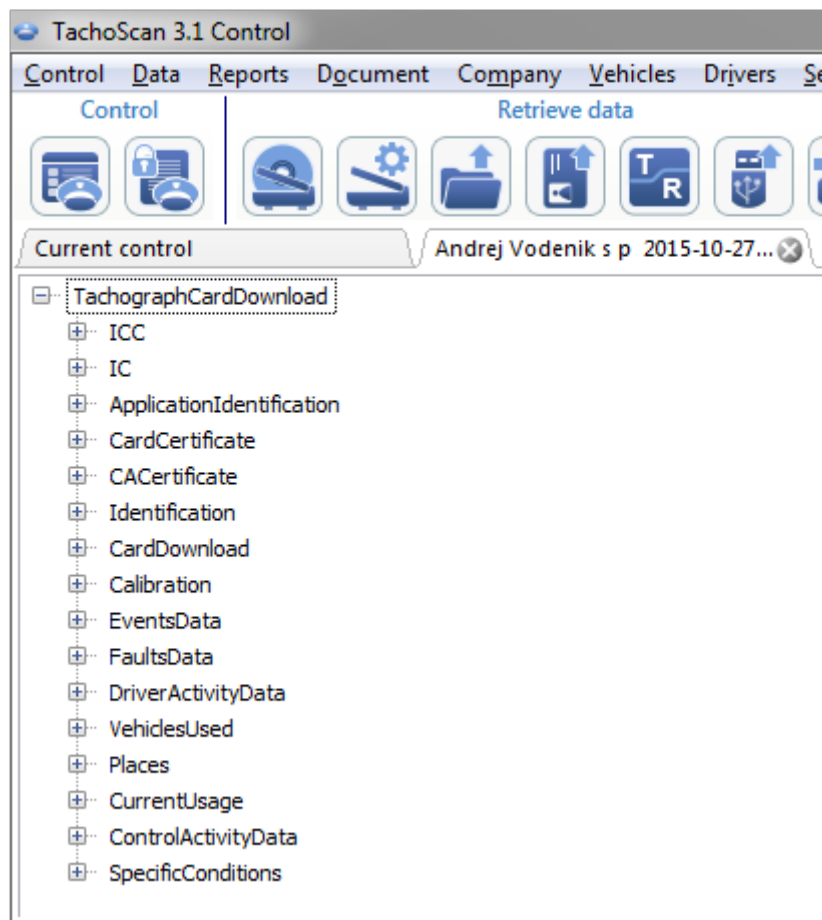 TachoScan 3.1 Control
Control Data Reports Document Company Vehicles Drivers Se
Control Retrieve data
T R
Current control Andrej Vodenik s p 2015-10-27...
TachographCardDownload
ICC
IC
ApplicationIdentification
CardCertificate
CACertificate
Identification
CardDownload
Calibration
EventsData
FaultsData
DriverActivityData
VehiclesUsed
Places
CurrentUsage
ControlActivityData
SpecificConditions